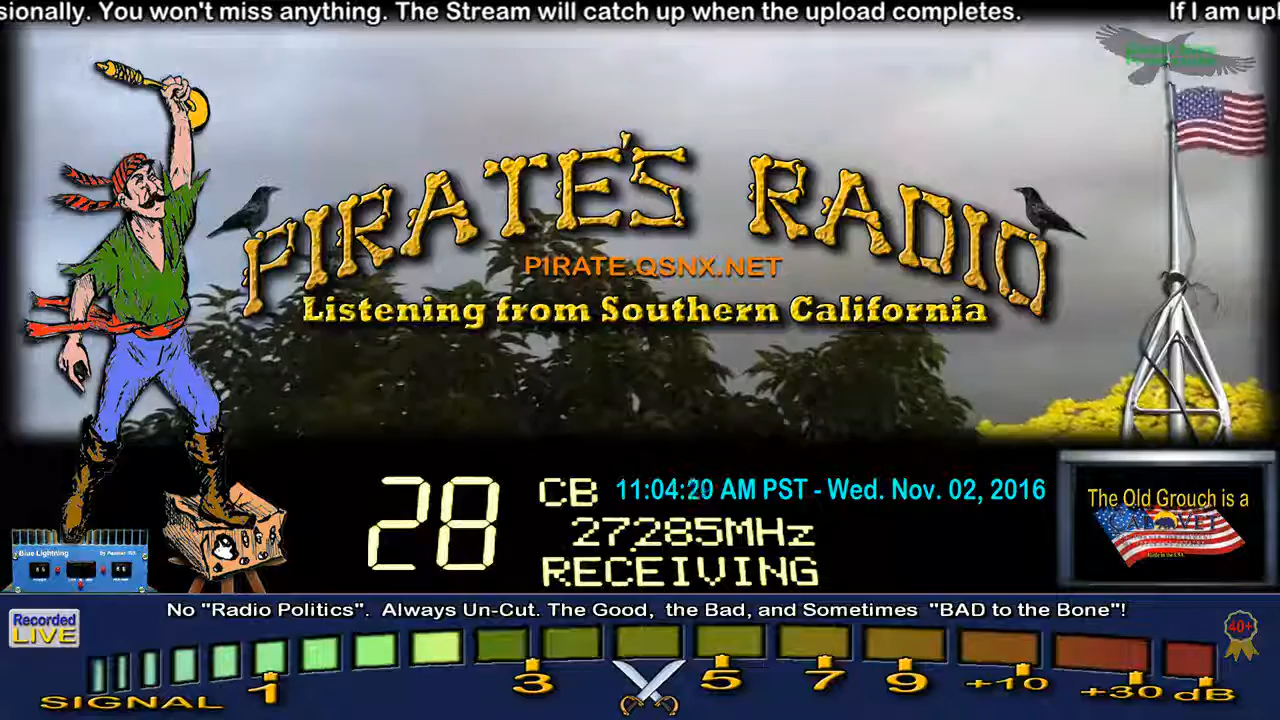 sionally. You won't miss anything. The Stream will catch up when the upload completes.
If I am upl
PIRATE'S RADIO
PIRATE.QSNX.NET
Listening from Southern California
28
CB
11:04:20 AM PST - Wed. Nov. 02, 2016
27.285MHz
RECEIVING
The Old Grouch is a
CAL VET
Blue Lightning
No "Radio Politics". Always Un-Cut. The Good, the Bad, and Sometimes "BAD to the Bone"!
Recorded
LIVE
40+
SIGNAL 1 3 5 7 9 +10 +30 dB